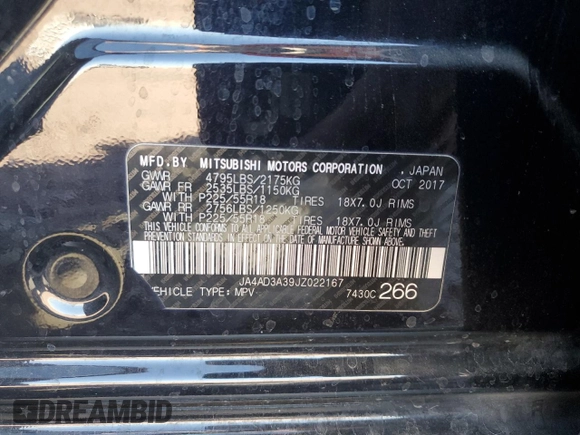 MFD.BY MITSUBISHI MOTORS CORPORATION , JAPAN
GVWR 4795LBS/2175KG OCT 2017
GAWR FR 2535LBS/1150KG
WITH P225/55R18 TIRES 18X7.0J RIMS
GAWR RR 2756LBS/1250KG
WITH P225/55R18 TIRES 18X7.0J RIMS
THIS VEHICLE CONFORMS TO ALL APPLICABLE FEDERAL MOTOR VEHICLE SAFETY AND
THEFT PREVENTION STANDARDS IN EFFECT ON THE DATE OF MANUFACTURE SHOWN ABOVE.
JA4AD3A39JZ022167
VEHICLE TYPE: MPV 7430C 266
DREAMBID